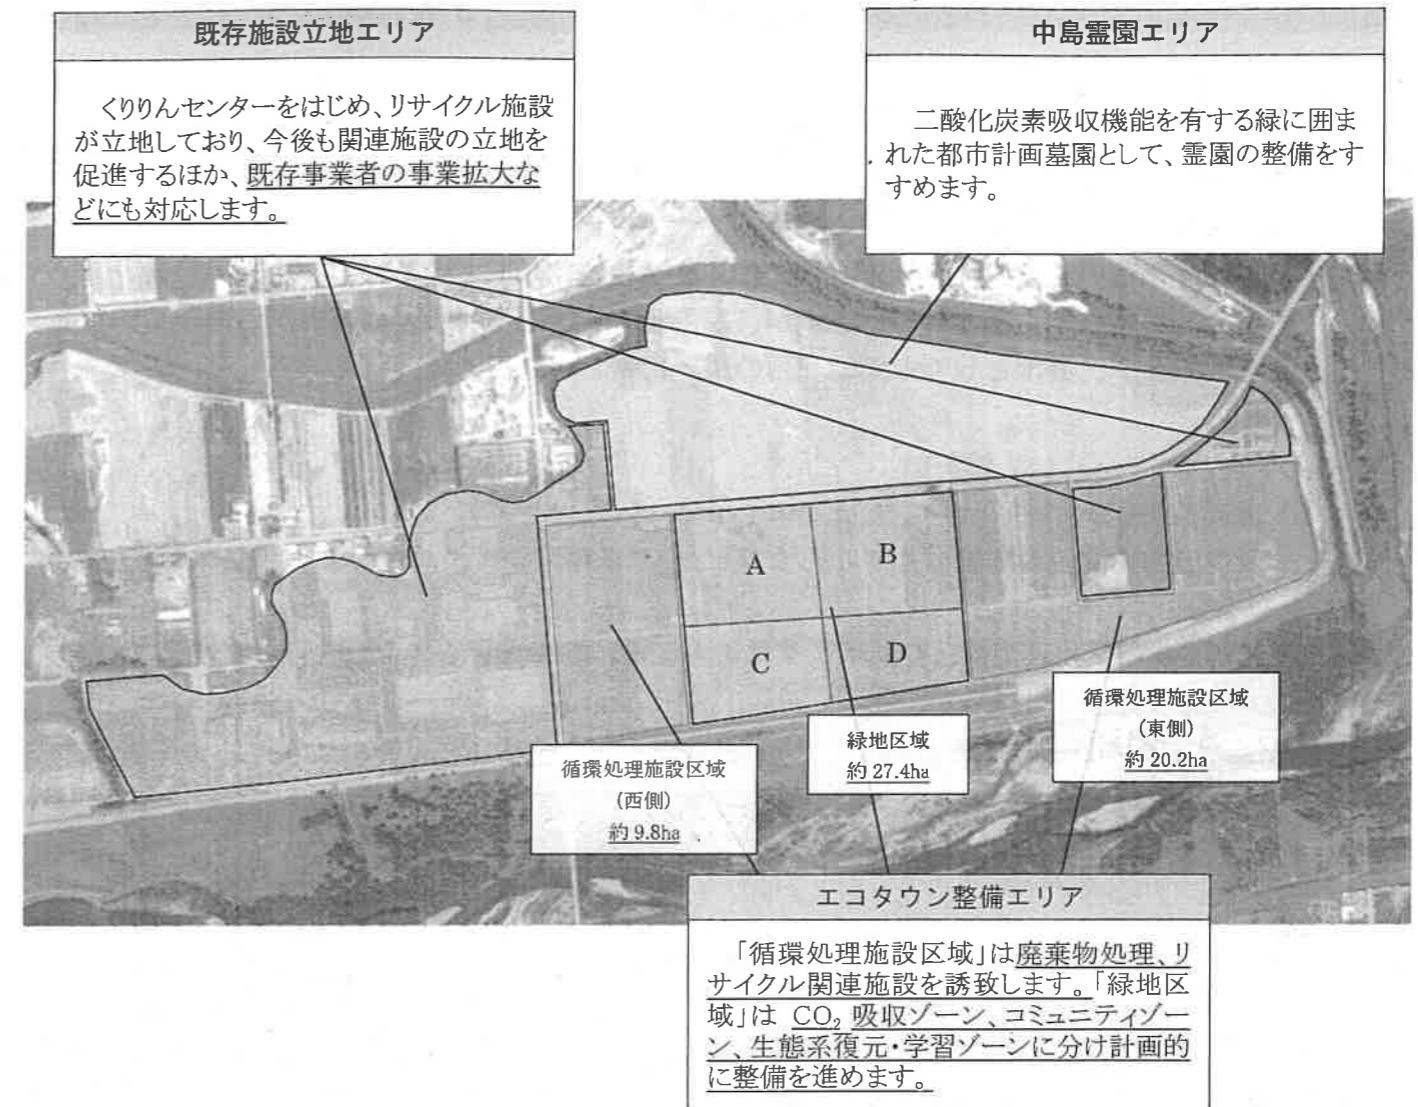 既存施設立地エリア
くりりんセンターをはじめ、リサイクル施設
が立地しており、今後も関連施設の立地を
促進するほか、既存事業者の事業拡大な
どにも対応します。
中島霊園エリア
二酸化炭素吸収機能を有する緑に囲ま
れた都市計画墓園として、霊園の整備をす
すめます。
A
B
C
D
循環処理施設区域
(西側)
約 9.8ha
緑地区域
約 27.4ha
循環処理施設区域
(東側)
約 20.2ha
エコタウン整備エリア
「循環処理施設区域」は廃棄物処理、リ
サイクル関連施設を誘致します。「緑地区
域」は CO₂ 吸収ゾーン、コミュニティゾー
ン、生態系復元・学習ゾーンに分け計画的
に整備を進めます。